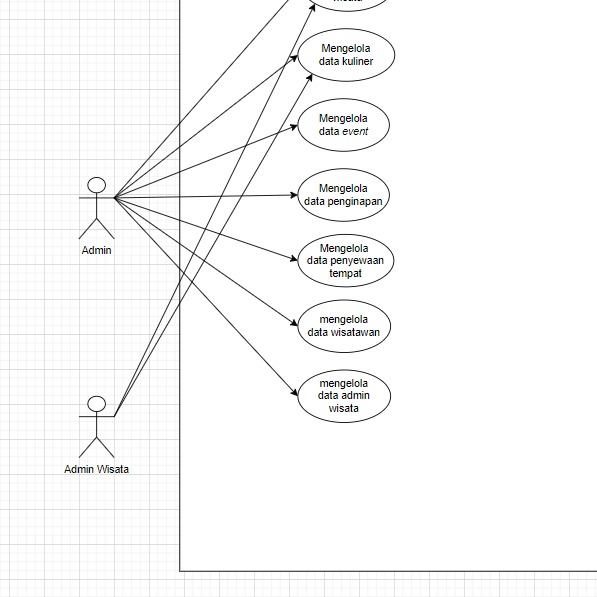 wisata
Mengelola
data kuliner
Mengelola
data event
Mengelola
data penginapan
Admin
Mengelola
data penyewaan
tempat
mengelola
data wisatawan
mengelola
data admin
wisata
Admin Wisata